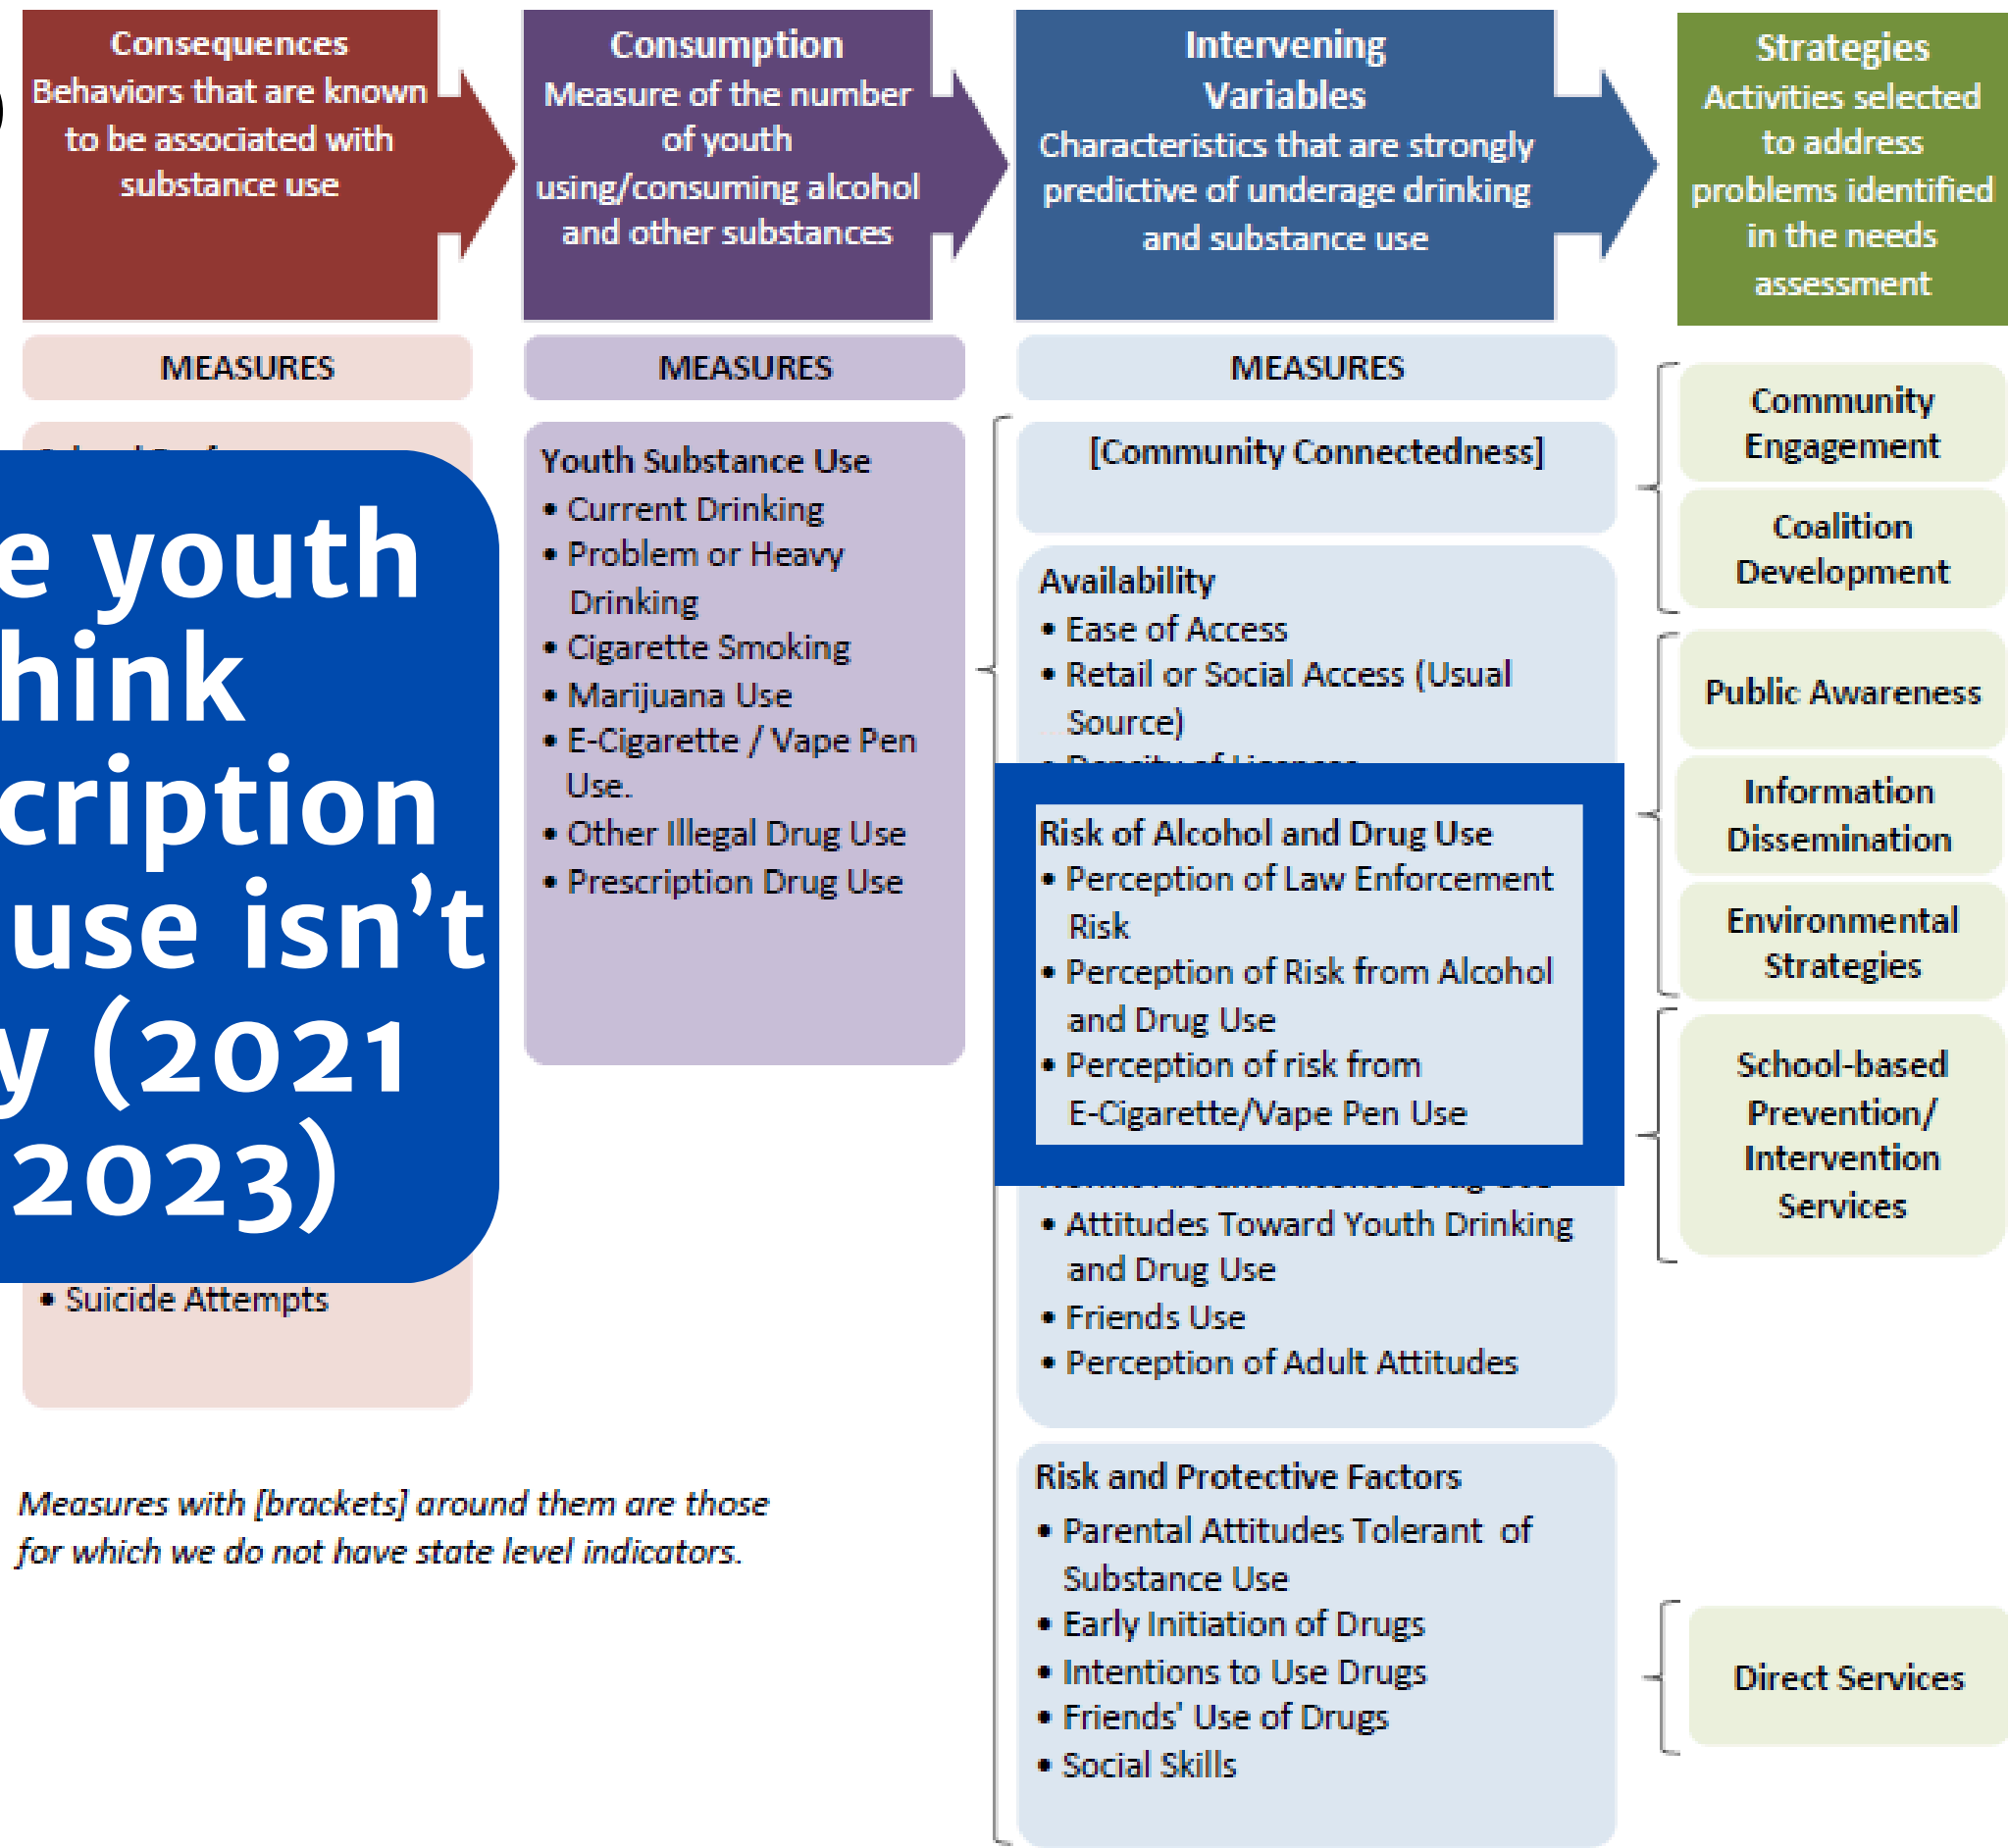 Consequences
Behaviors that are known
to be associated with
substance use
Consumption
Measure of the number
of youth
using/consuming alcohol
and other substances
Intervening
Variables
Characteristics that are strongly
predictive of underage drinking
and substance use
Strategies
Activities selected
to address
problems identified
in the needs
assessment
)
MEASURES
youth
isn’t
(2021
2023)
• Suicide Attempts
MEASURES
Youth Substance Use
• Current Drinking
• Problem or Heavy
Drinking
• Cigarette Smoking
• Marijuana Use
• E-Cigarette / Vape Pen
Use.
• Other Illegal Drug Use
• Prescription Drug Use
MEASURES
[Community Connectedness]
Availability
• Ease of Access
• Retail or Social Access (Usual
Source)
• Density of Licenses
Risk of Alcohol and Drug Use
• Perception of Law Enforcement
Risk
• Perception of Risk from Alcohol
and Drug Use
• Perception of risk from
E-Cigarette/Vape Pen Use
• Attitudes Toward Youth Drinking
and Drug Use
• Friends Use
• Perception of Adult Attitudes
Risk and Protective Factors
• Parental Attitudes Tolerant of
Substance Use
• Early Initiation of Drugs
• Intentions to Use Drugs
• Friends' Use of Drugs
• Social Skills
Community
Engagement
Coalition
Development
Public Awareness
Information
Dissemination
Environmental
Strategies
School-based
Prevention/
Intervention
Services
Direct Services
Measures with [brackets] around them are those
for which we do not have state level indicators.